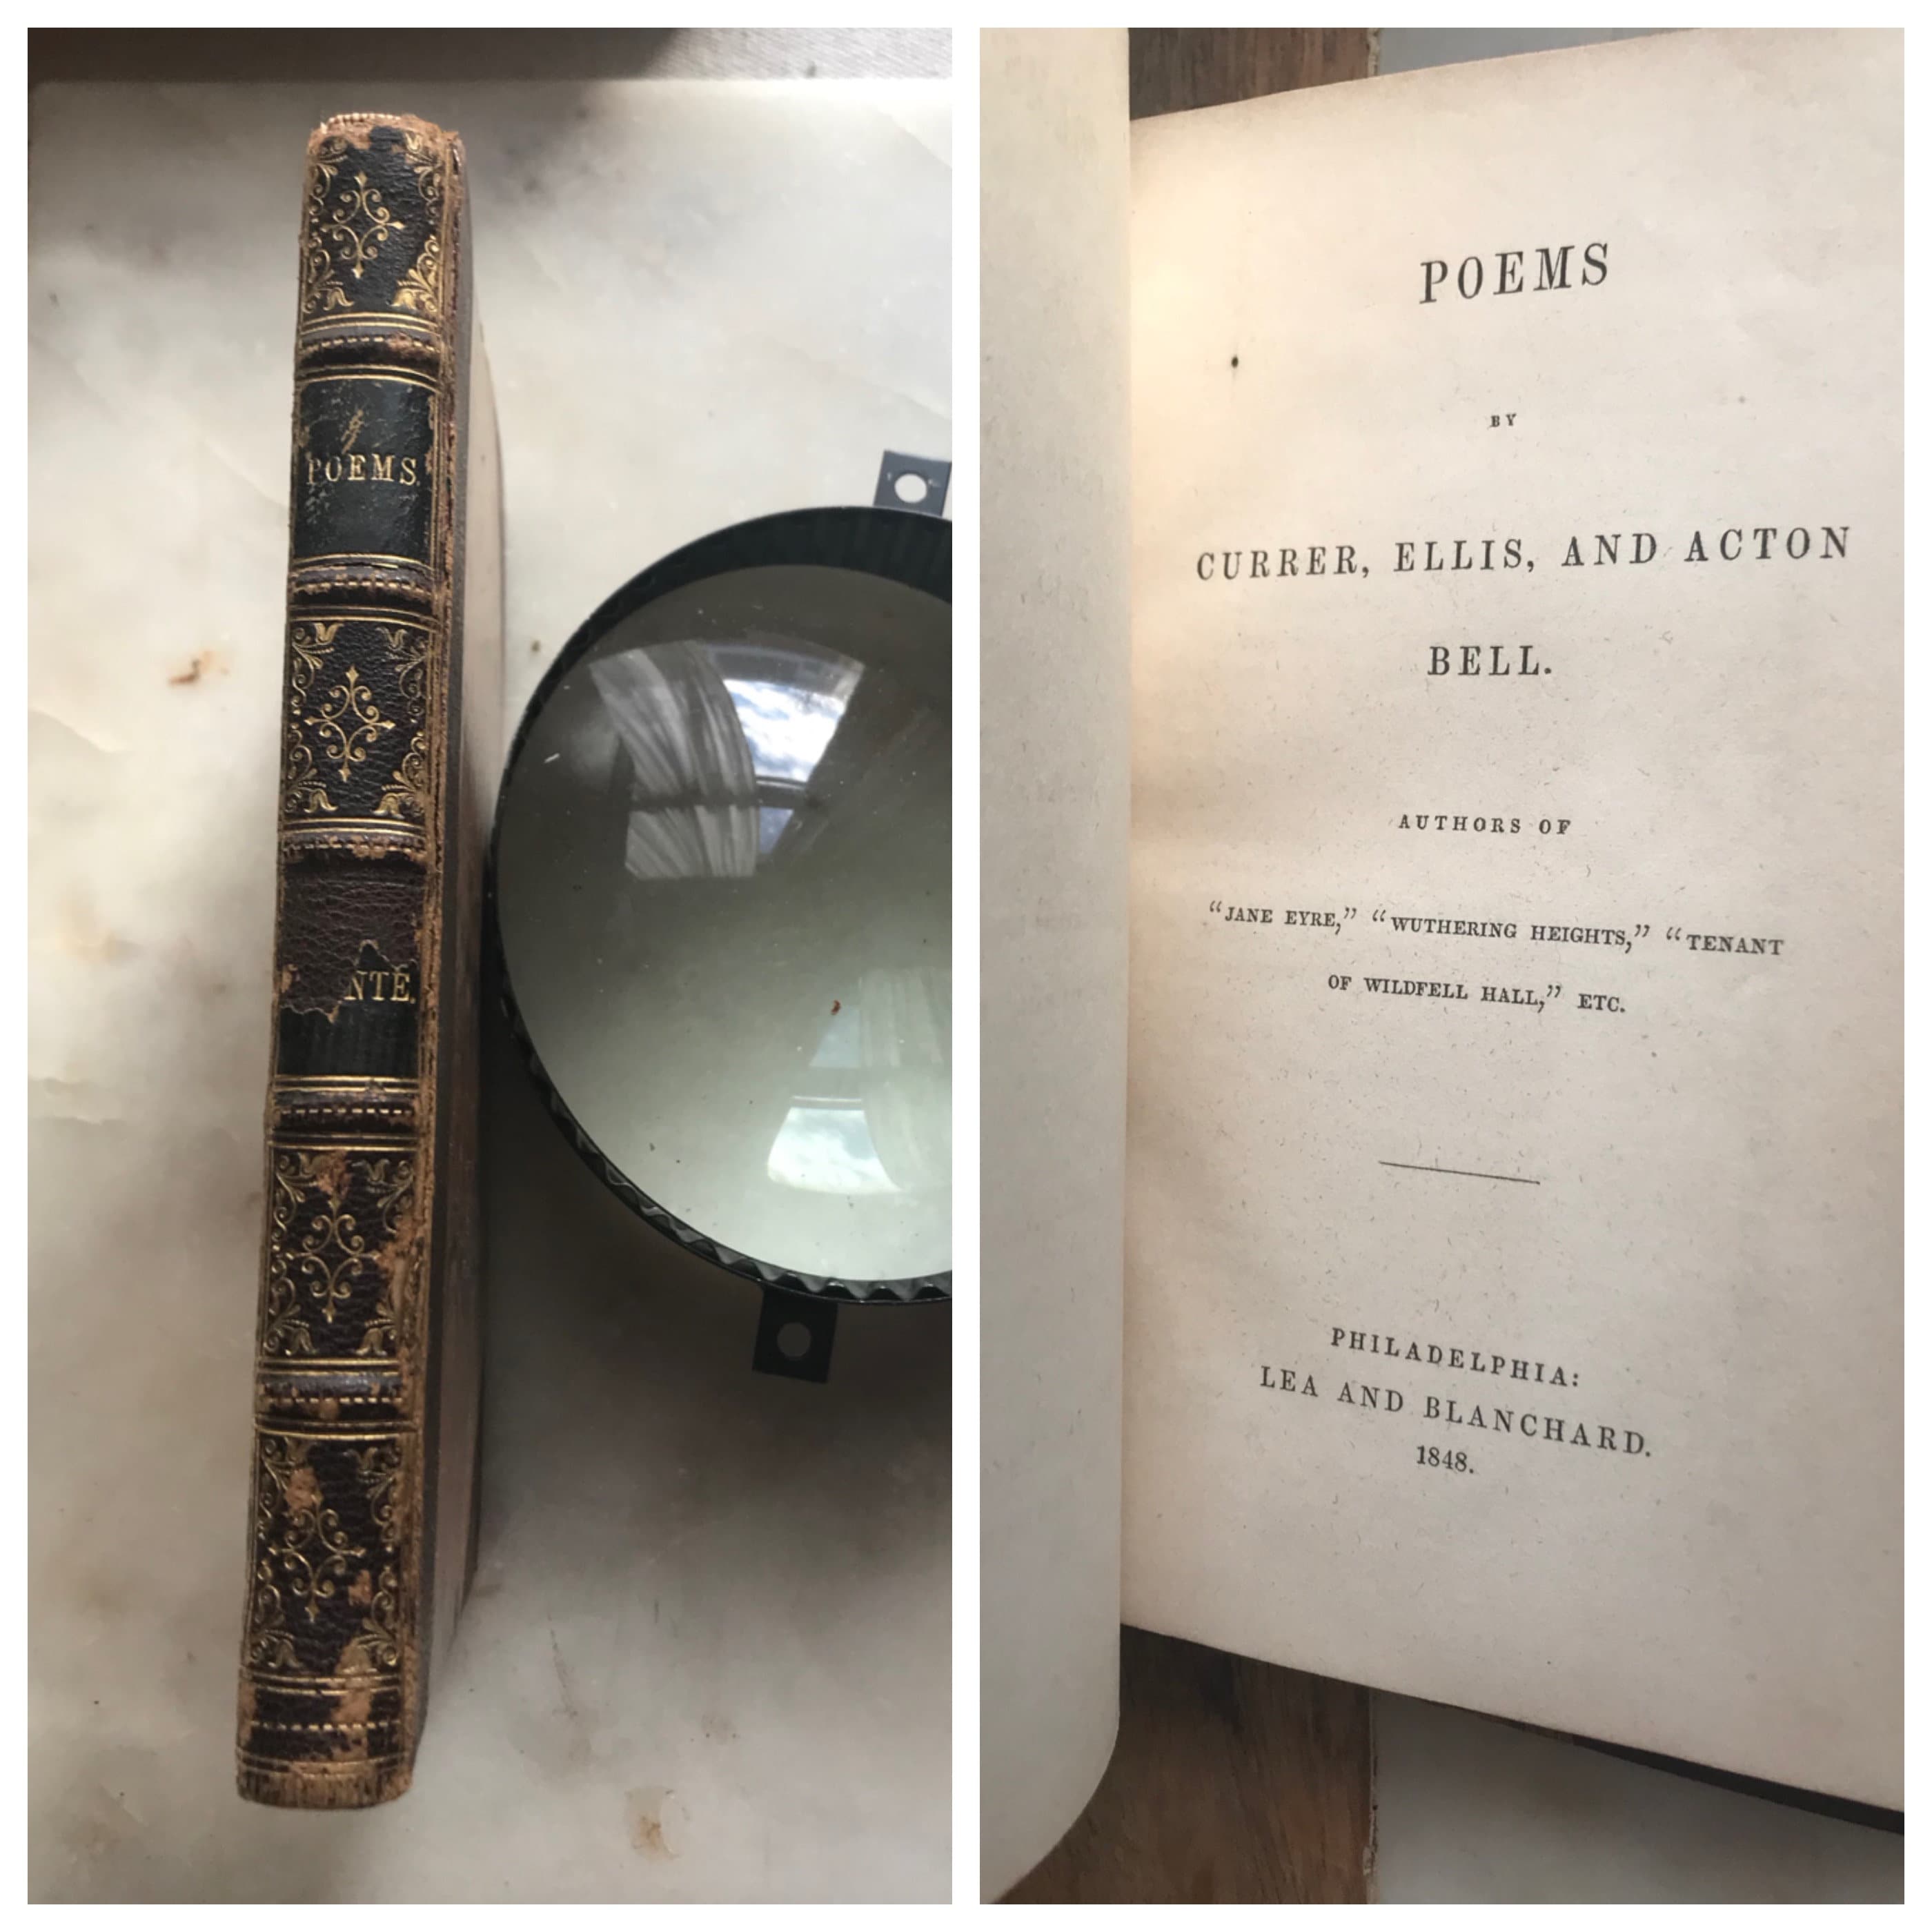 POEMS.
NTÉ.
POEMS
BY
CURRER, ELLIS, AND ACTON
BELL.
AUTHORS OF
“JANE EYRE,” “WUTHERING HEIGHTS,” “TENANT
OF WILDFELL HALL,” ETC.
PHILADELPHIA:
LEA AND BLANCHARD.
1848.